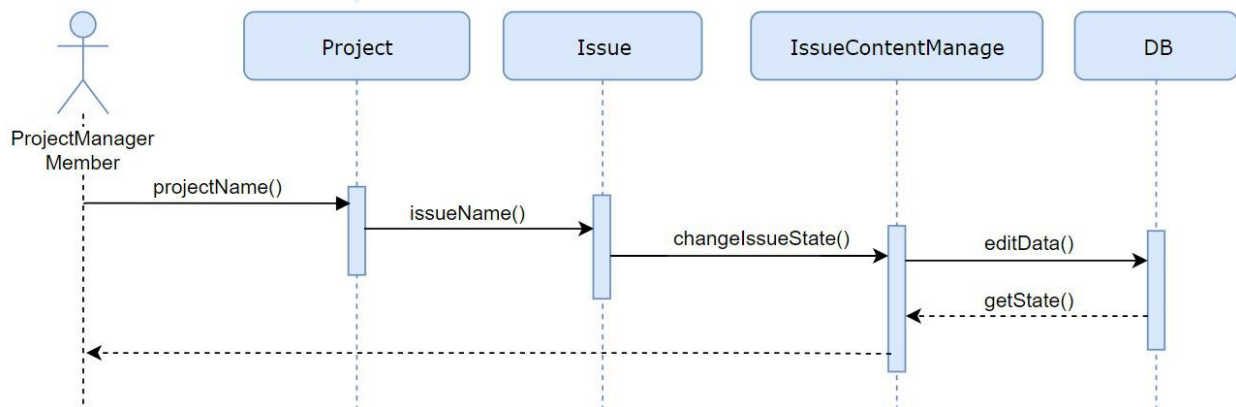 Project
Issue
IssueContentManage
DB
ProjectManager
Member
projectName()
issueName()
changeIssueState()
editData()
getState()